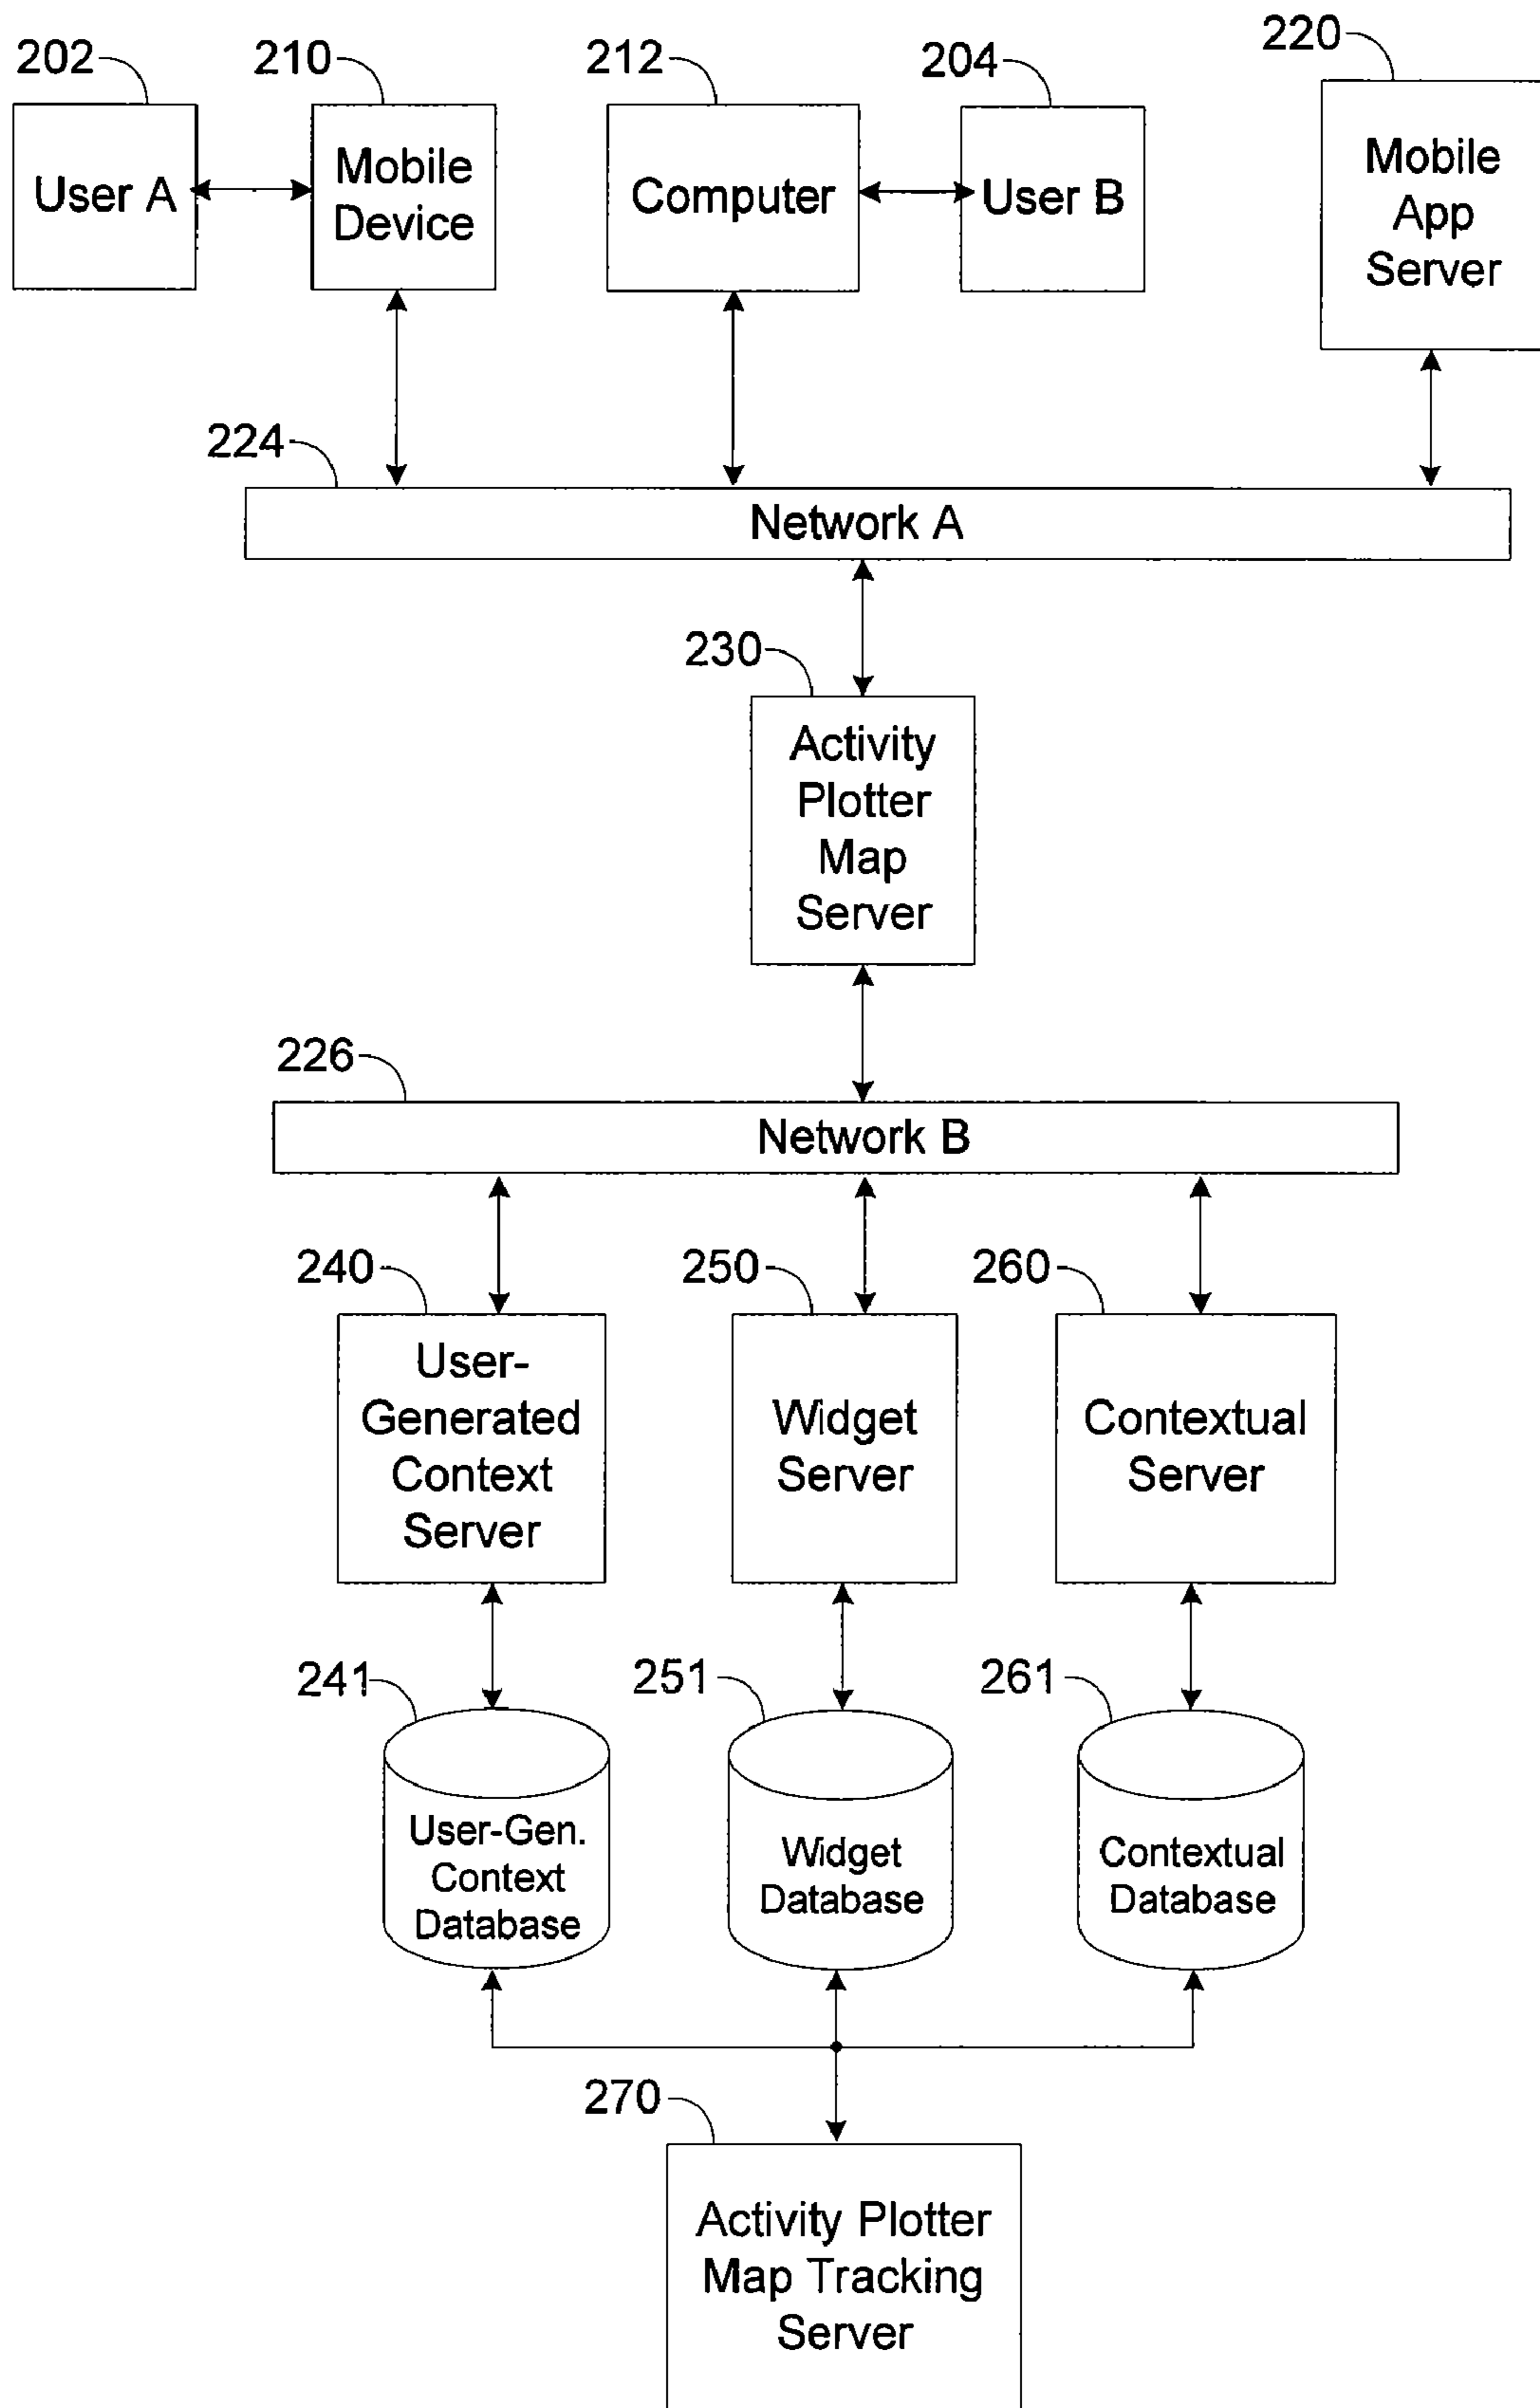 202
210
212
204
220
User A
Mobile
Device
Computer
User B
Mobile
App
Server
224
Network A
230
Activity
Plotter
Map
Server
226
Network B
240
250
260
User-
Generated
Context
Server
Widget
Server
Contextual
Server
241
251
261
User-Gen.
Context
Database
Widget
Database
Contextual
Database
270
Activity Plotter
Map Tracking
Server